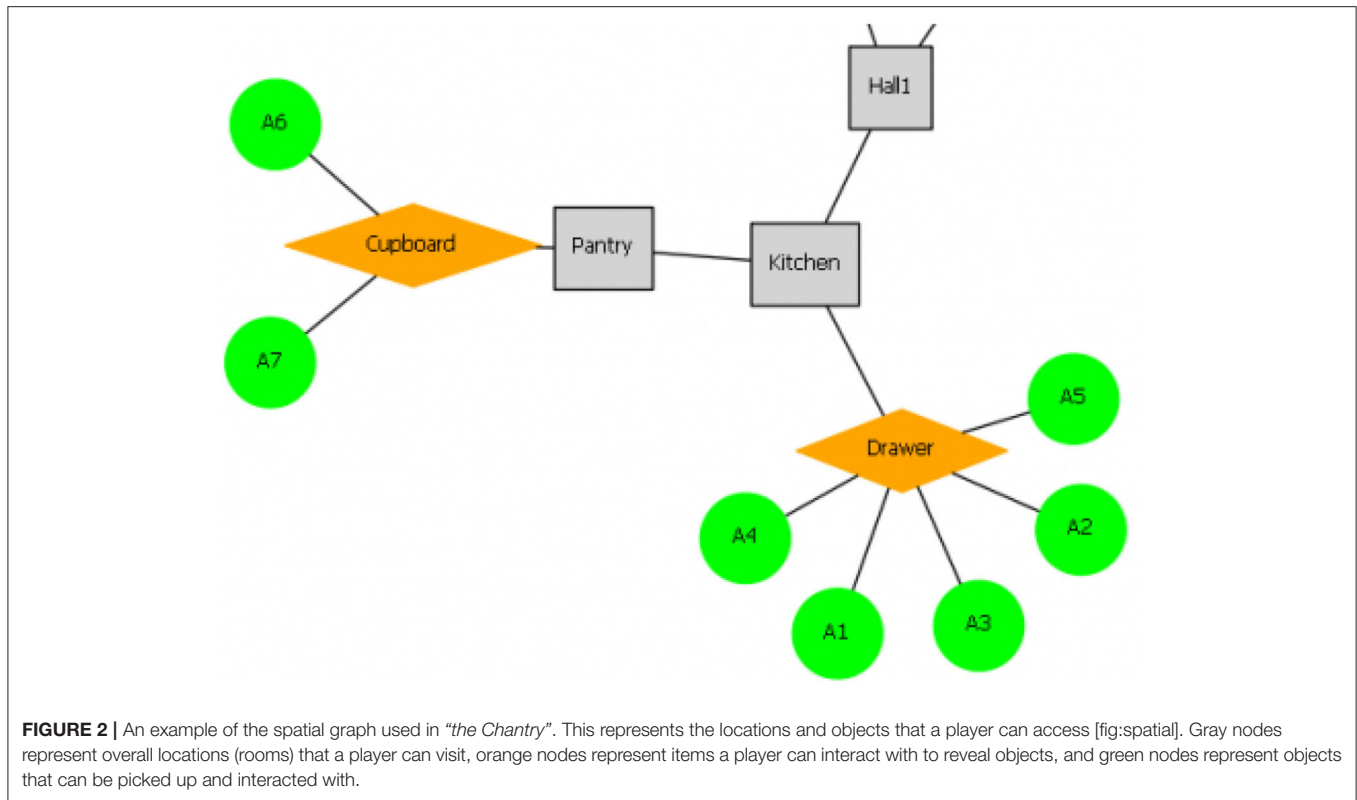 Hall1
A6
Cupboard
Pantry
Kitchen
A7
A5
Drawer
A4
A2
A1
A3
FIGURE 2 | An example of the spatial graph used in “the Chantry”. This represents the locations and objects that a player can access [fig:spatial]. Gray nodes
represent overall locations (rooms) that a player can visit, orange nodes represent items a player can interact with to reveal objects, and green nodes represent objects
that can be picked up and interacted with.